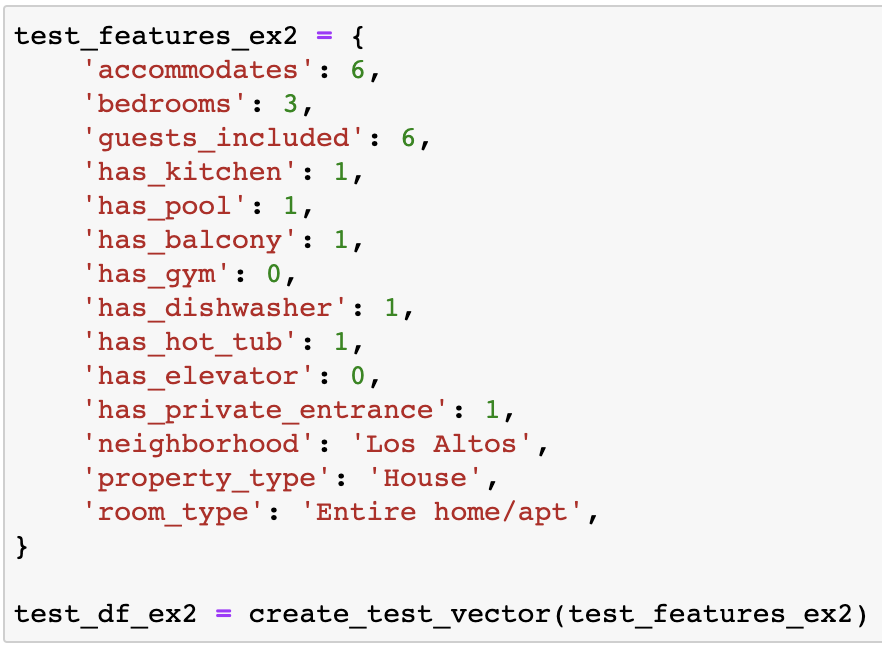 test_features_ex2 = {
    'accommodates': 6,
    'bedrooms': 3,
    'guests_included': 6,
    'has_kitchen': 1,
    'has_pool': 1,
    'has_balcony': 1,
    'has_gym': 0,
    'has_dishwasher': 1,
    'has_hot_tub': 1,
    'has_elevator': 0,
    'has_private_entrance': 1,
    'neighborhood': 'Los Altos',
    'property_type': 'House',
    'room_type': 'Entire home/apt',
}
test_df_ex2 = create_test_vector(test_features_ex2)